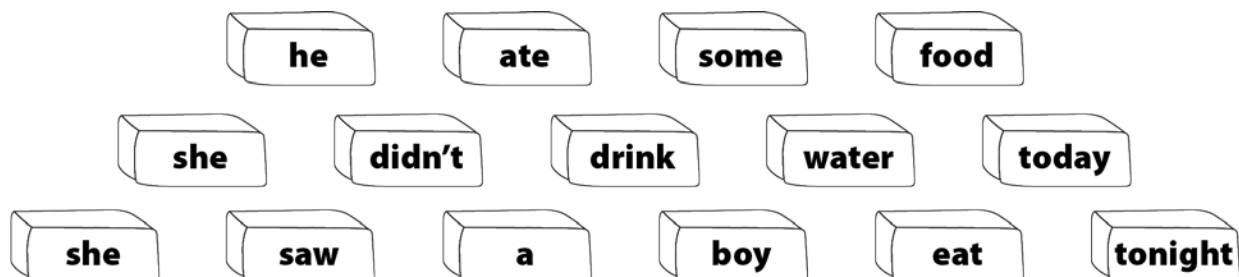 he ate some food
she didn’t drink water today
she saw a boy eat tonight